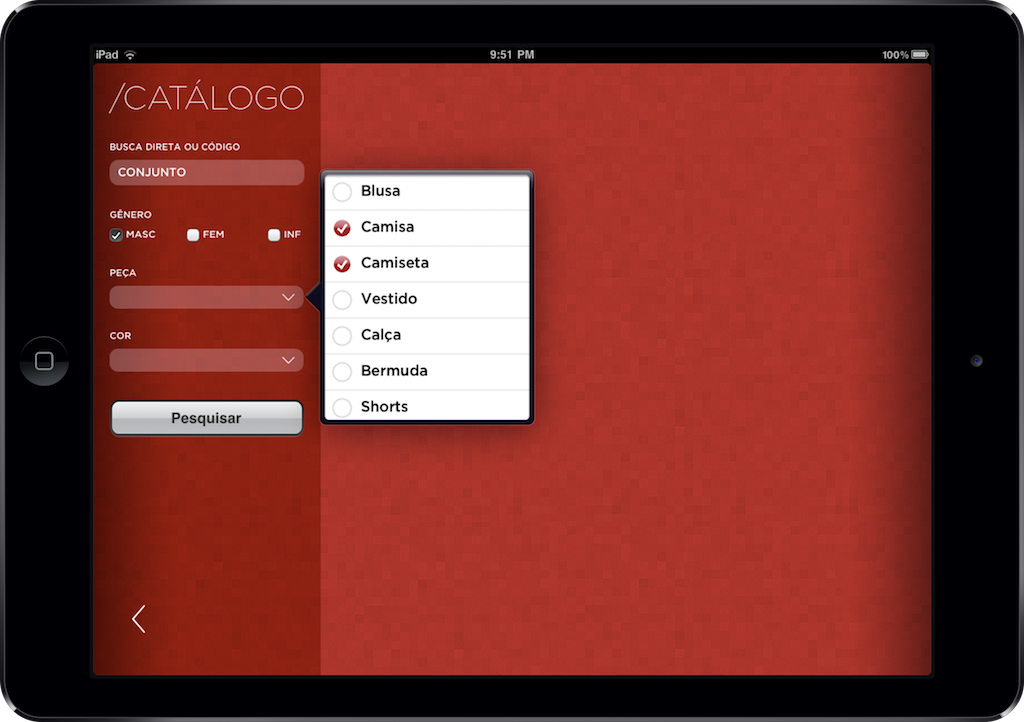 iPad 9:51 PM 100%
/CATÁLOGO
BUSCA DIRETA OU CÓDIGO
CONJUNTO
GÊNERO
MASC FEM INF
PEÇA
COR
Pesquisar
Blusa
Camisa
Camiseta
Vestido
Calça
Bermuda
Shorts